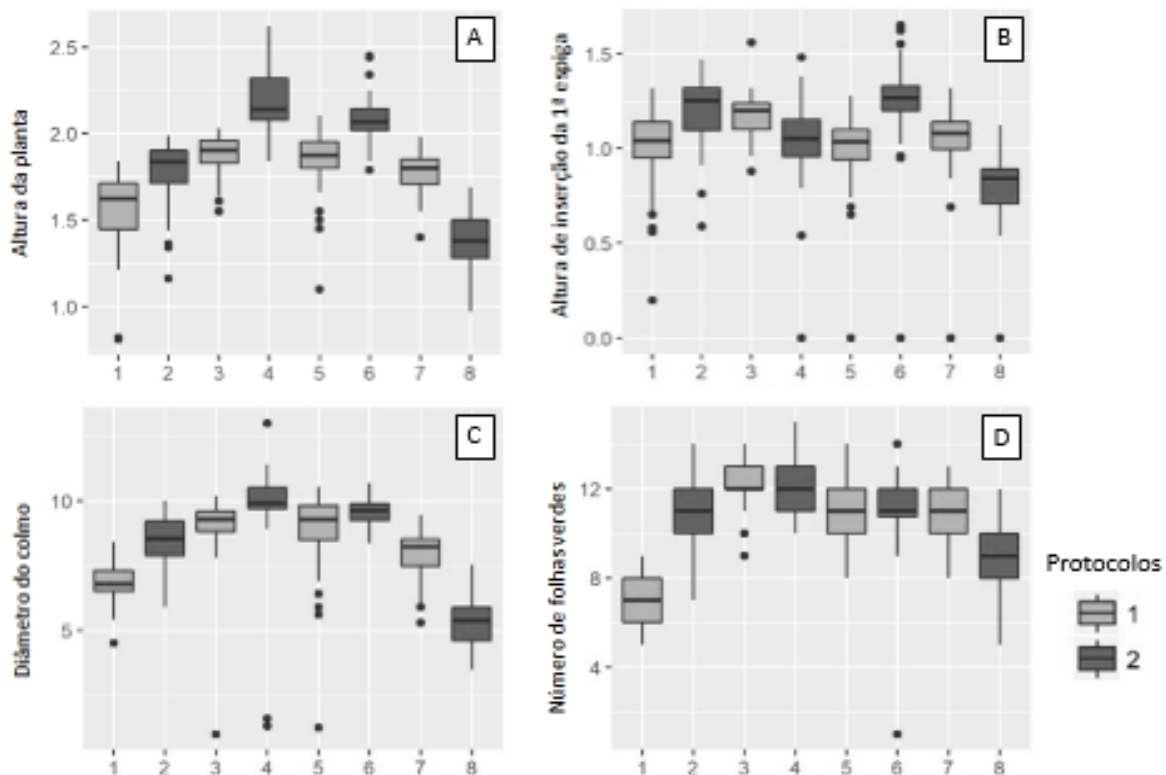 A
Altura da planta
2.5
2.0
1.5
1.0
1 2 3 4 5 6 7 8
B
Altura de inserção da 1ª espiga
1.5
1.0
0.5
0.0
1 2 3 4 5 6 7 8
C
Diâmetro do colmo
10
5
1 2 3 4 5 6 7 8
D
Número de folhas verdes
12
8
4
1 2 3 4 5 6 7 8
Protocolos
1
2